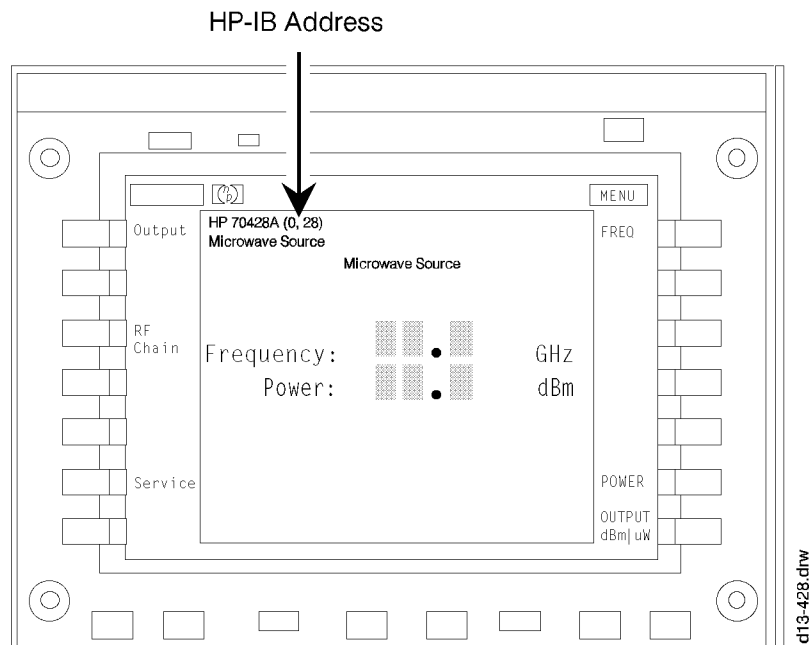 HP-IB Address
hp
MENU
Output
HP 70428A (0, 28)
Microwave Source
FREQ
Microwave Source
RF
Chain
Frequency: GHz
Power: dBm
Service
POWER
OUTPUT
dBm|uW
d13-428.drw